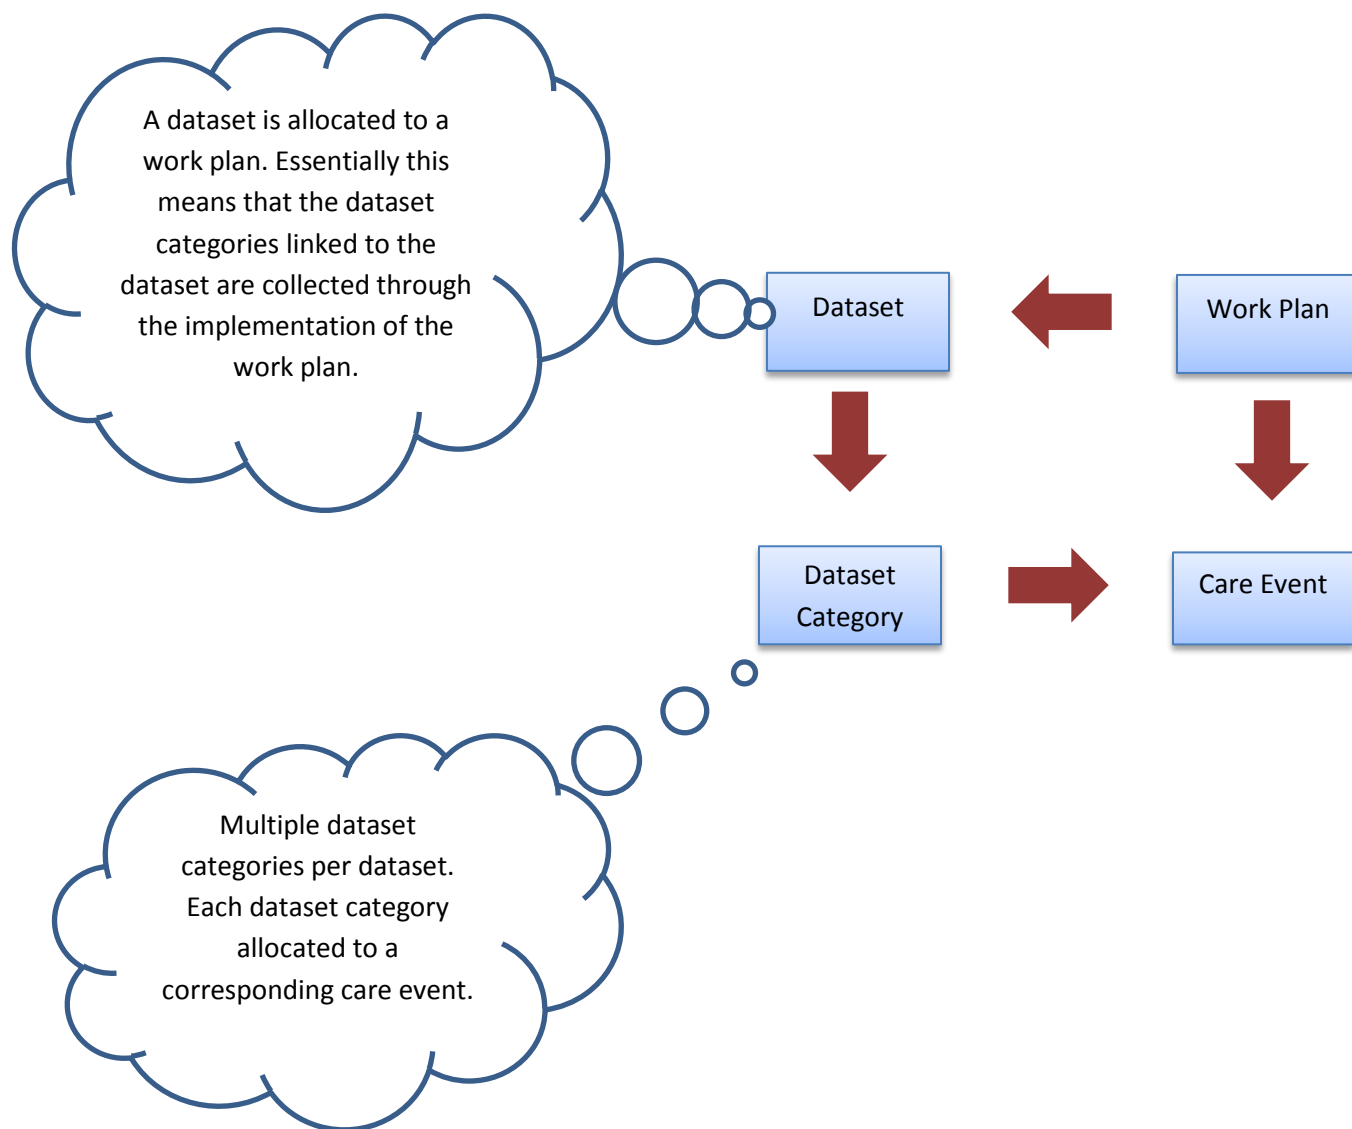 A dataset is allocated to a
work plan. Essentially this
means that the dataset
categories linked to the
dataset are collected through
the implementation of the
work plan.
Dataset
Work Plan
Dataset
Category
Care Event
Multiple dataset
categories per dataset.
Each dataset category
allocated to a
corresponding care event.